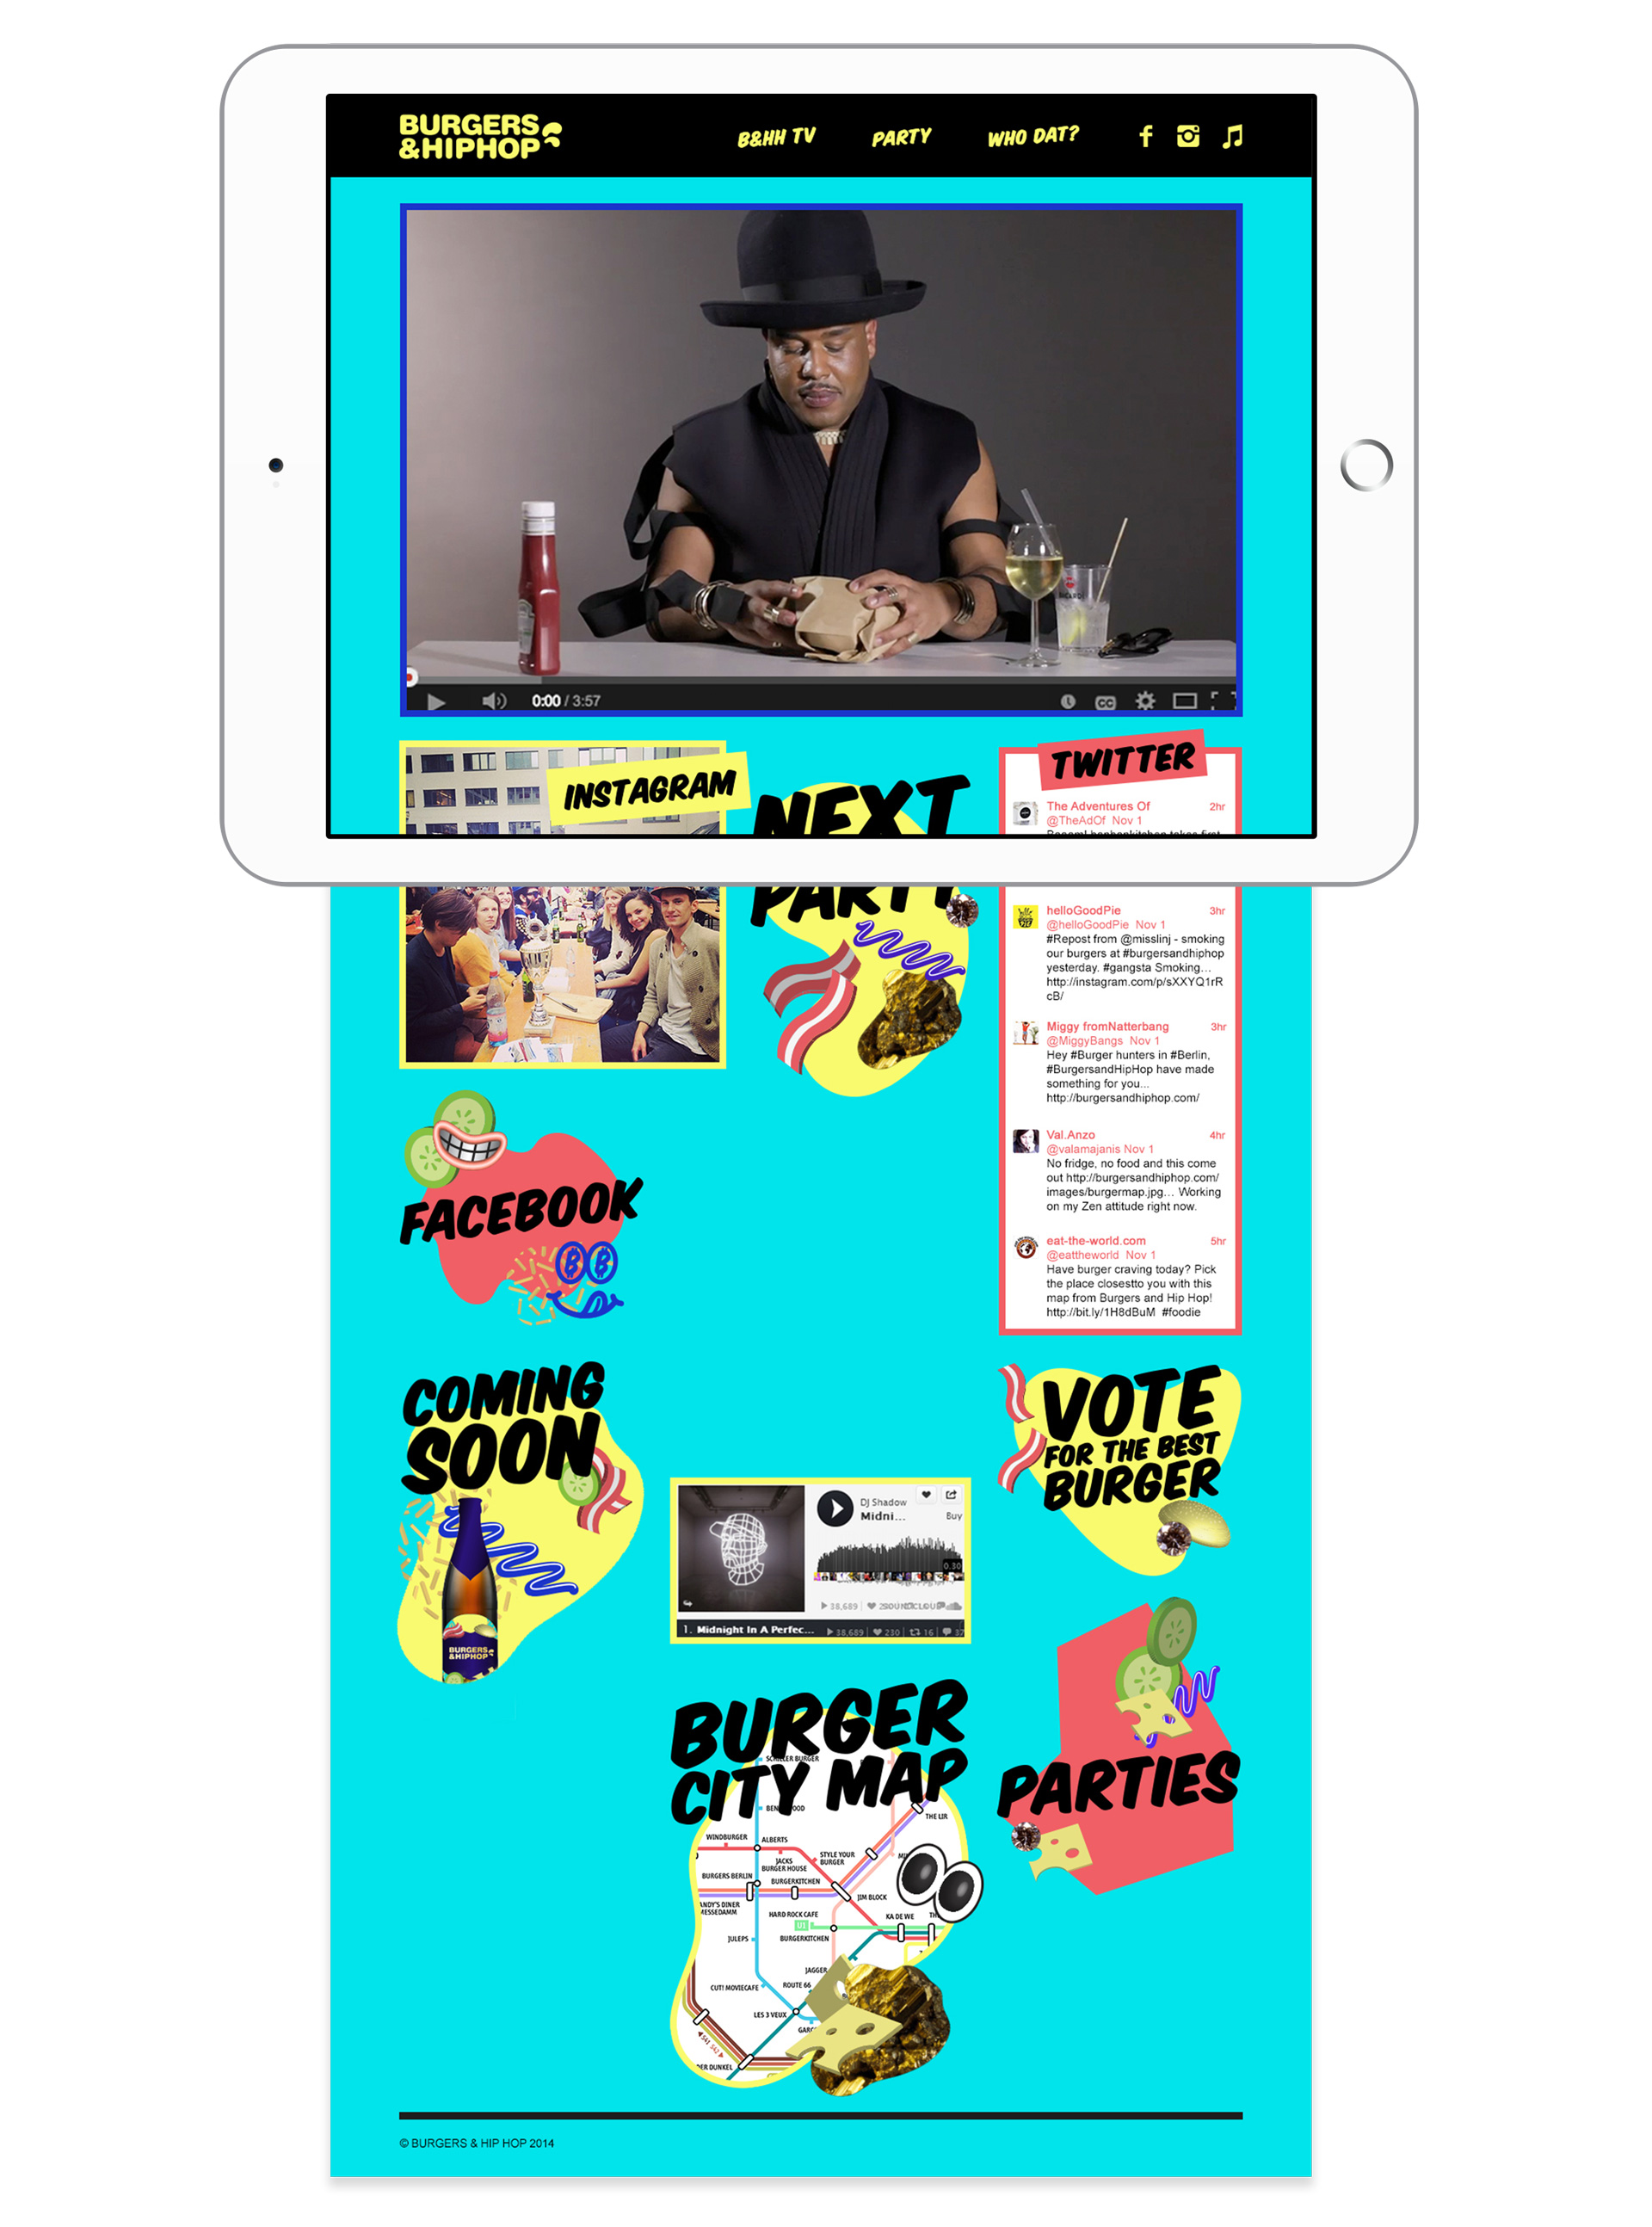 BURGERS
&HIPHOP
B&HH TV
PARTY
WHO DAT?
BACARDI
0:00 / 3:57
CC
INSTAGRAM
NEXT
PARTY
TWITTER
The Adventures Of 2hr
@TheAdOf Nov 1
helloGoodPie 3hr
@helloGoodPie Nov 1
#Repost from @misslinj - smoking
our burgers at #burgersandhiphop
yesterday. #gangsta Smoking...
http://instagram.com/p/sXXYQ1rR
cB/
Miggy fromNatterbang 3hr
@MiggyBangs Nov 1
Hey #Burger hunters in #Berlin,
#BurgersandHipHop have made
something for you...
http://burgersandhiphop.com/
Val.Anzo 4hr
@valamajanis Nov 1
No fridge, no food and this come
out http://burgersandhiphop.com/
images/burgermap.jpg... Working
on my Zen attitude right now.
eat-the-world.com 5hr
@eattheworld Nov 1
Have burger craving today? Pick
the place closestto you with this
map from Burgers and Hip Hop!
http://bit.ly/1H8dBuM #foodie
FACEBOOK
COMING
SOON
BURGERS
&HIPHOP
VOTE
FOR THE BEST
BURGER
DJ Shadow
Midni...
Buy
0.30
38,689
SOUNDCLOUD
1. Midnight In A Perfec... 38,689 230 16 37
BURGER
CITY MAP
SCHILLER BURGER
THE LIR
WINDBURGER
ALBERTS
JACKS
BURGER HOUSE
STYLE YOUR
BURGER
BURGERS BERLIN
BURGERKITCHEN
JIM BLOCK
ANDY'S DINER
MESSEDAMM
HARD ROCK CAFE
U1
KA DE WE
TH
JULEPS
BURGERKITCHEN
JAGGER
CUT! MOVIECAFE
ROUTE 66
LES 3 VEUX
S41 S42
DER DUNKEL
PARTIES
© BURGERS & HIP HOP 2014